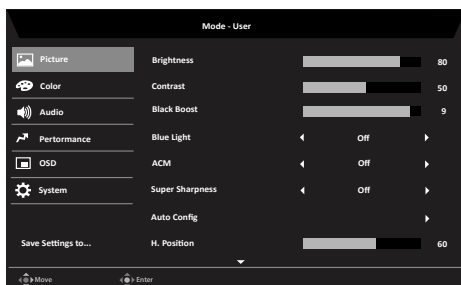 Mode - User
Picture
Brightness 80
Color
Contrast 50
Audio
Black Boost 9
Pertormance
Blue Light Off
OSD
ACM Off
System
Super Sharpness Off
Auto Config
Save Settings to...
H. Position 60
Move Enter